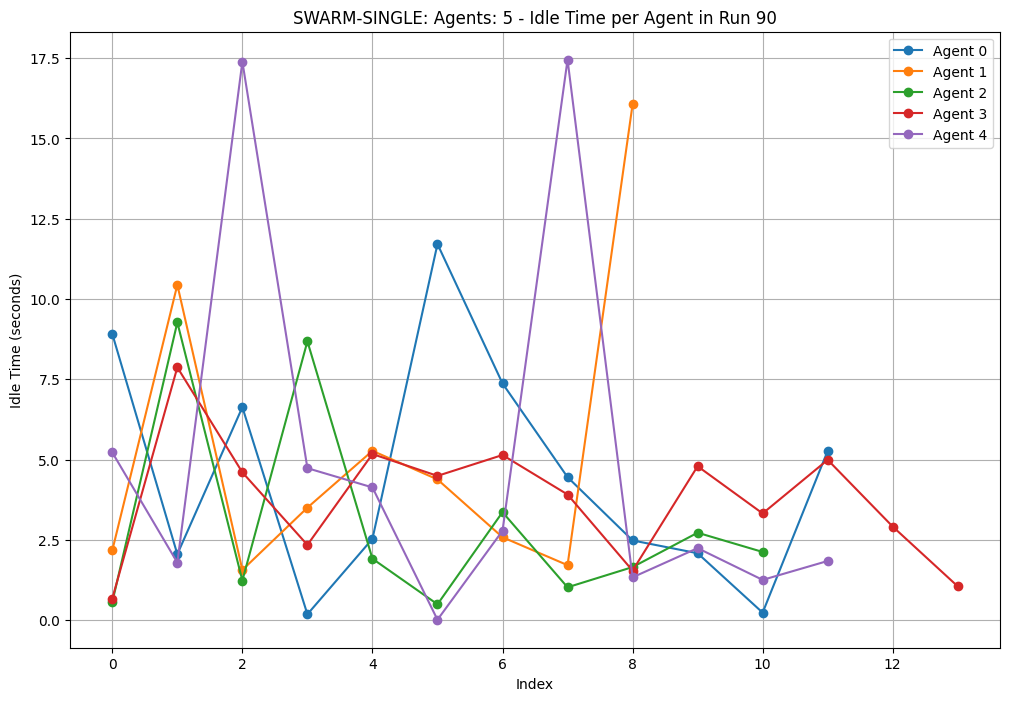 SWARM-SINGLE: Agents: 5 - Idle Time per Agent in Run 90
Agent 0
Agent 1
Agent 2
Agent 3
Agent 4
Idle Time (seconds)
17.5
15.0
12.5
10.0
7.5
5.0
2.5
0.0
0 2 4 6 8 10 12
Index